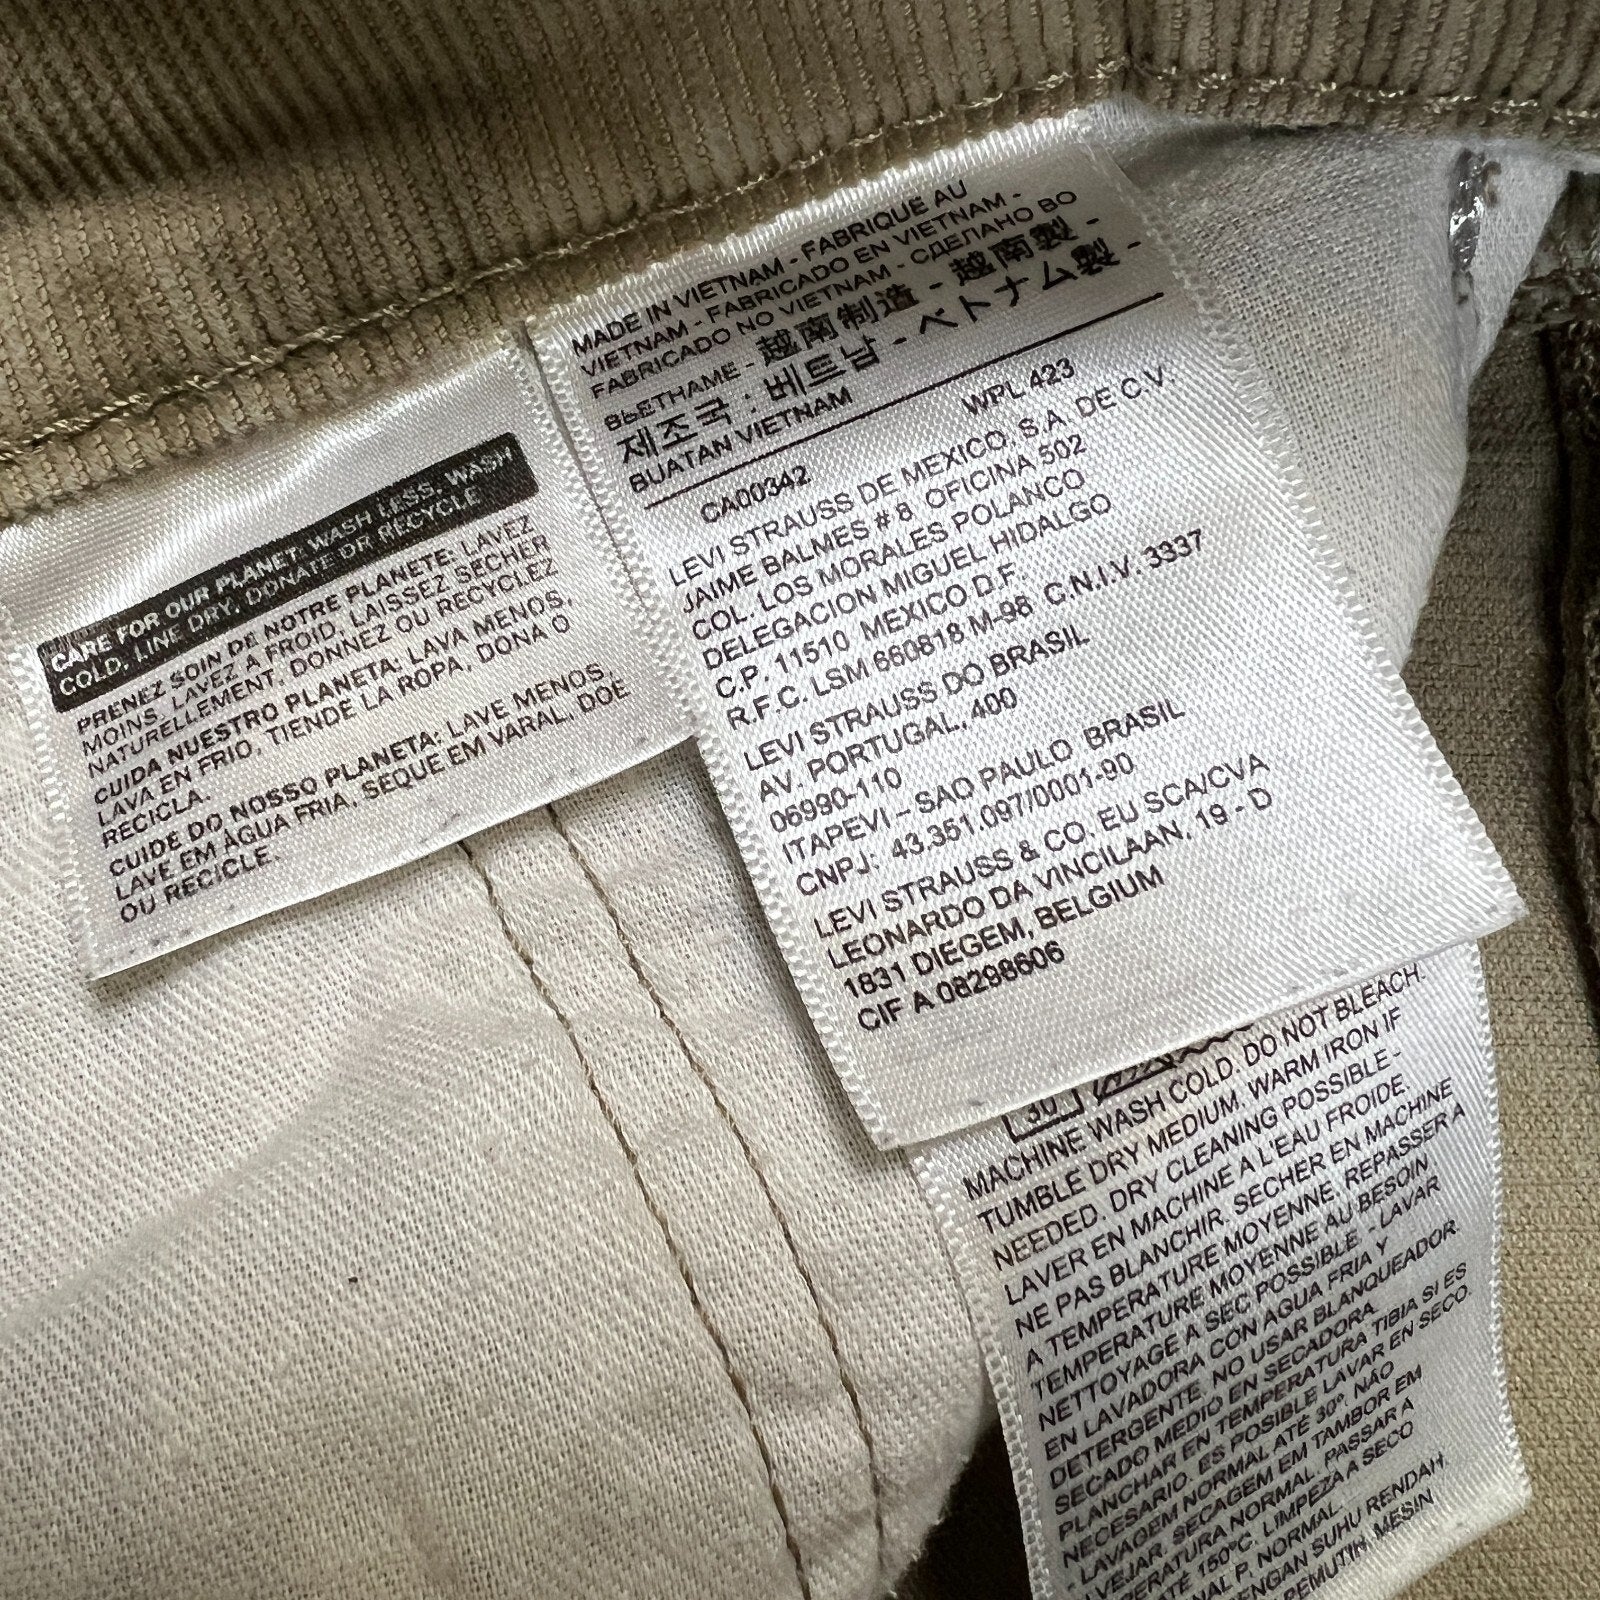 CARE FOR OUR PLANET: WASH LESS, WASH
COLD, LINE DRY, DONATE OR RECYCLE
PRENEZ SOIN DE NOTRE PLANETE: LAVEZ
MOINS, LAVEZ A FROID, LAISSEZ SECHER
NATURELLEMENT, DONNEZ OU RECYCLEZ
CUIDA NUESTRO PLANETA: LAVA MENOS,
LAVA EN FRIO, TIENDE LA ROPA, DONA O
RECICLA.
CUIDE DO NOSSO PLANETA: LAVE MENOS,
LAVE EM ÁGUA FRIA, SEQUE EM VARAL, DOE
OU RECICLE.
MADE IN VIETNAM - FABRIQUE AU
VIETNAM - FABRICADO EN VIETNAM -
FABRICADO NO VIETNAM - СДЕЛАНО ВО
ВЬЕТНАМЕ - 越南制造 - 越南製 -
제조국 : 베트남 - ベトナム製 -
BUATAN VIETNAM
CA00342 WPL 423
LEVI STRAUSS DE MEXICO, S.A. DE C.V.
JAIME BALMES # 8 OFICINA 502
COL. LOS MORALES POLANCO
DELEGACION MIGUEL HIDALGO
C.P. 11510 MEXICO D.F.
R.F.C. LSM 660818 M-98 C.N.I.V. 3337
LEVI STRAUSS DO BRASIL
AV. PORTUGAL, 400
06690-110
ITAPEVI – SAO PAULO BRASIL
CNPJ: 43.351.097/0001-90
LEVI STRAUSS & CO. EU SCA/CVA
LEONARDO DA VINCILAAN, 19 - D
1831 DIEGEM, BELGIUM
CIF A 08298606
30
MACHINE WASH COLD. DO NOT BLEACH.
TUMBLE DRY MEDIUM. WARM IRON IF
NEEDED. DRY CLEANING POSSIBLE -
LAVER EN MACHINE A L'EAU FROIDE.
NE PAS BLANCHIR. SECHER EN MACHINE
A TEMPERATURE MOYENNE. REPASSER A
TEMPERATURE MOYENNE AU BESOIN
NETTOYAGE A SEC POSSIBLE. - LAVAR
EN LAVADORA CON AGUA FRIA Y
DETERGENTE. NO USAR BLANQUEADOR.
SECADO MEDIO EN SECADORA.
PLANCHAR EN TEMPERATURA TIBIA SI ES
NECESARIO. ES POSIBLE LAVAR EN SECO.
- LAVAGEM NORMAL ATÉ 30º. NÃO
VEJAR. SECAGEM EM TAMBOR EM
PERATURA NORMAL. PASSAR A
ATÉ 150ºC. LIMPEZA A SECO
NAL P. NORMAL.
ENGAN SUHU RENDAH.
PEMUTIH. MESIN